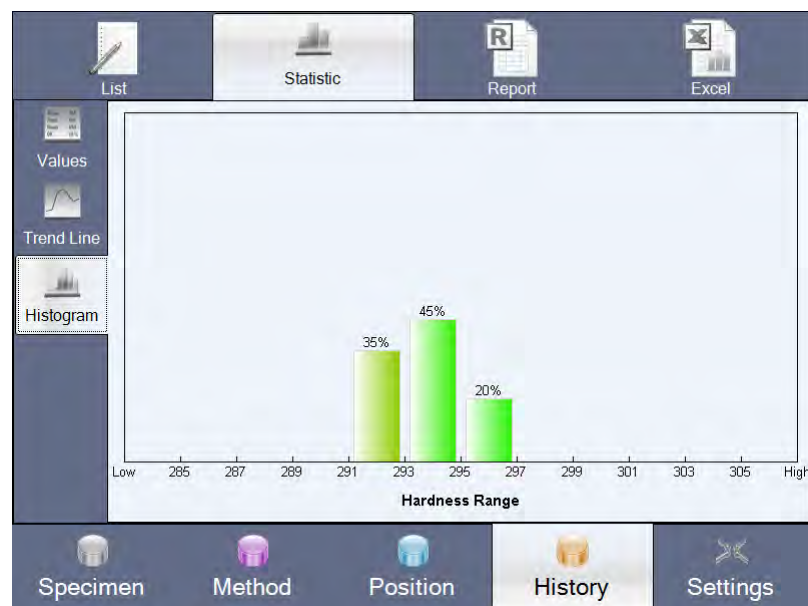 List
Statistic
R
Report
X
Excel
Values
Trend Line
Histogram
45%
35%
20%
Low 285 287 289 291 293 295 297 299 301 303 305 High
Hardness Range
Specimen
Method
Position
History
Settings